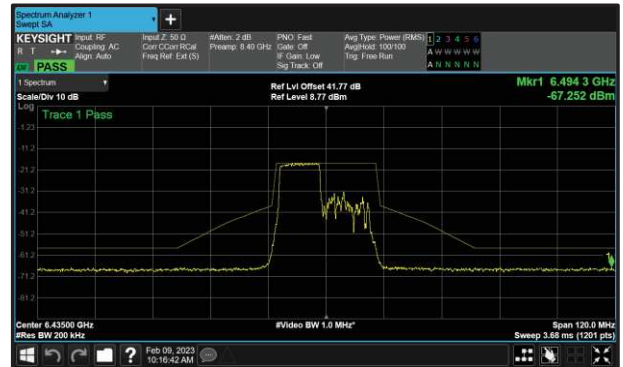 Spectrum Analyzer 1
Swept SA
+
KEYSIGHT Input: RF Input Z: 50 Ω #Atten: 2 dB PNO: Fast Avg Type: Power (RMS) 1 2 3 4 5 6
R T Coupling: AC Corr CCorr RCal Preamp: 8.40 GHz Gate: Off Avg|Hold: 100/100 A W W W W W
Align: Auto Freq Ref: Ext (S) IF Gain: Low Trig: Free Run
PASS Sig Track: Off A N N N N N
1 Spectrum Ref Lvl Offset 41.77 dB Mkr1 6.494 3 GHz
Scale/Div 10 dB Ref Level 8.77 dBm -67.252 dBm
Log Trace 1 Pass
-1.23
-11.2
-21.2
-31.2
-41.2
-51.2
-61.2
-71.2
-81.2
1
Center 6.43500 GHz #Video BW 1.0 MHz* Span 120.0 MHz
#Res BW 200 kHz Sweep 3.68 ms (1201 pts)
? Feb 09, 2023
10:16:42 AM